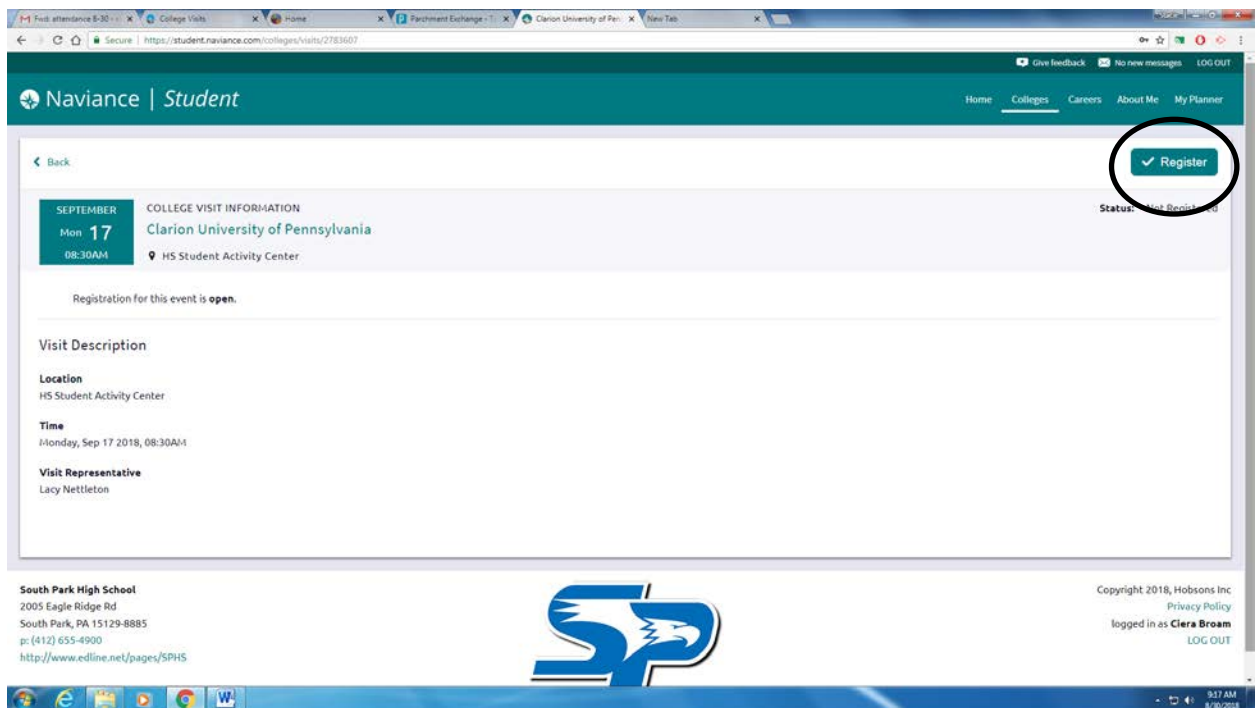 Fwd: attendance 8-30 -
College Visits
Home
Parchment Exchange - T
Clarion University of Pen
New Tab
Secure | https://student.naviance.com/colleges/visits/2783607
Give feedback No new messages LOG OUT
Naviance | Student
Home Colleges Careers About Me My Planner
Back
Register
SEPTEMBER
Mon 17
08:30AM
COLLEGE VISIT INFORMATION
Clarion University of Pennsylvania
HS Student Activity Center
Status: Not Registered
Registration for this event is open.
Visit Description
Location
HS Student Activity Center
Time
Monday, Sep 17 2018, 08:30AM
Visit Representative
Lacy Nettleton
South Park High School
2005 Eagle Ridge Rd
South Park, PA 15129-8885
p: (412) 655-4900
http://www.edline.net/pages/SPHS
SP
Copyright 2018, Hobsons Inc
Privacy Policy
logged in as Ciera Broam
LOG OUT
9:17 AM
8/30/2018